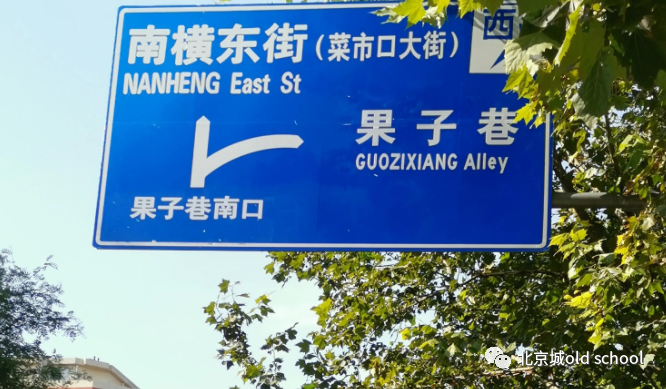 西
南横东街(菜市口大街)
NANHENG East St
果子巷
GUOZIXIANG Alley
果子巷南口
北京城old school